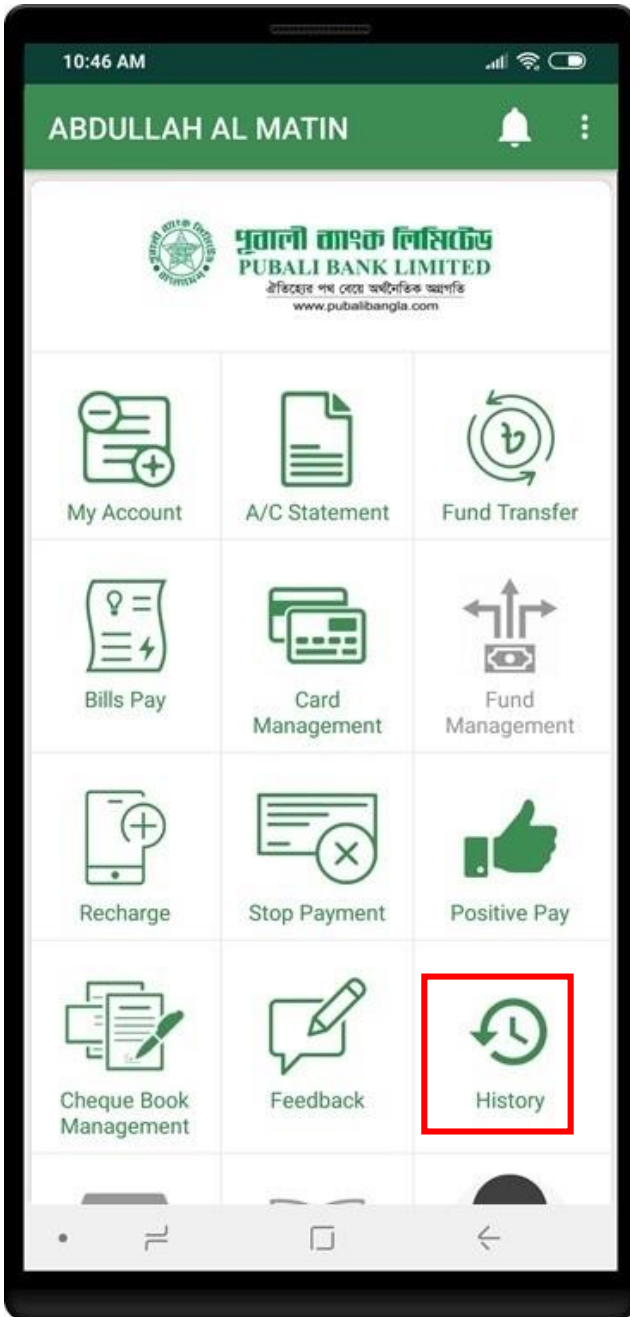 10:46 AM
ABDULLAH AL MATIN
পূবালী ব্যাংক লিমিটেড
PUBALI BANK LIMITED
ঐতিহ্যের পথ বেয়ে অর্থনৈতিক অগ্রগতি
www.pubalibangla.com
My Account
A/C Statement
Fund Transfer
Bills Pay
Card
Management
Fund
Management
Recharge
Stop Payment
Positive Pay
Cheque Book
Management
Feedback
History